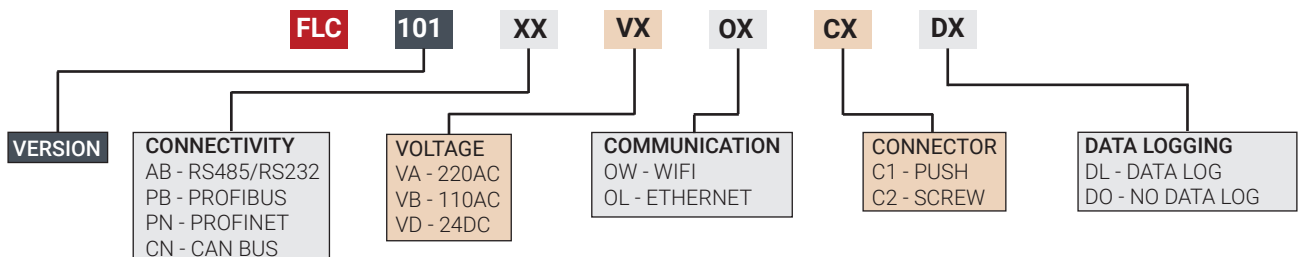 FLC 101 XX VX OX CX DX
VERSION
CONNECTIVITY
AB - RS485/RS232
PB - PROFIBUS
PN - PROFINET
CN - CAN BUS
VOLTAGE
VA - 220AC
VB - 110AC
VD - 24DC
COMMUNICATION
OW - WIFI
OL - ETHERNET
CONNECTOR
C1 - PUSH
C2 - SCREW
DATA LOGGING
DL - DATA LOG
DO - NO DATA LOG